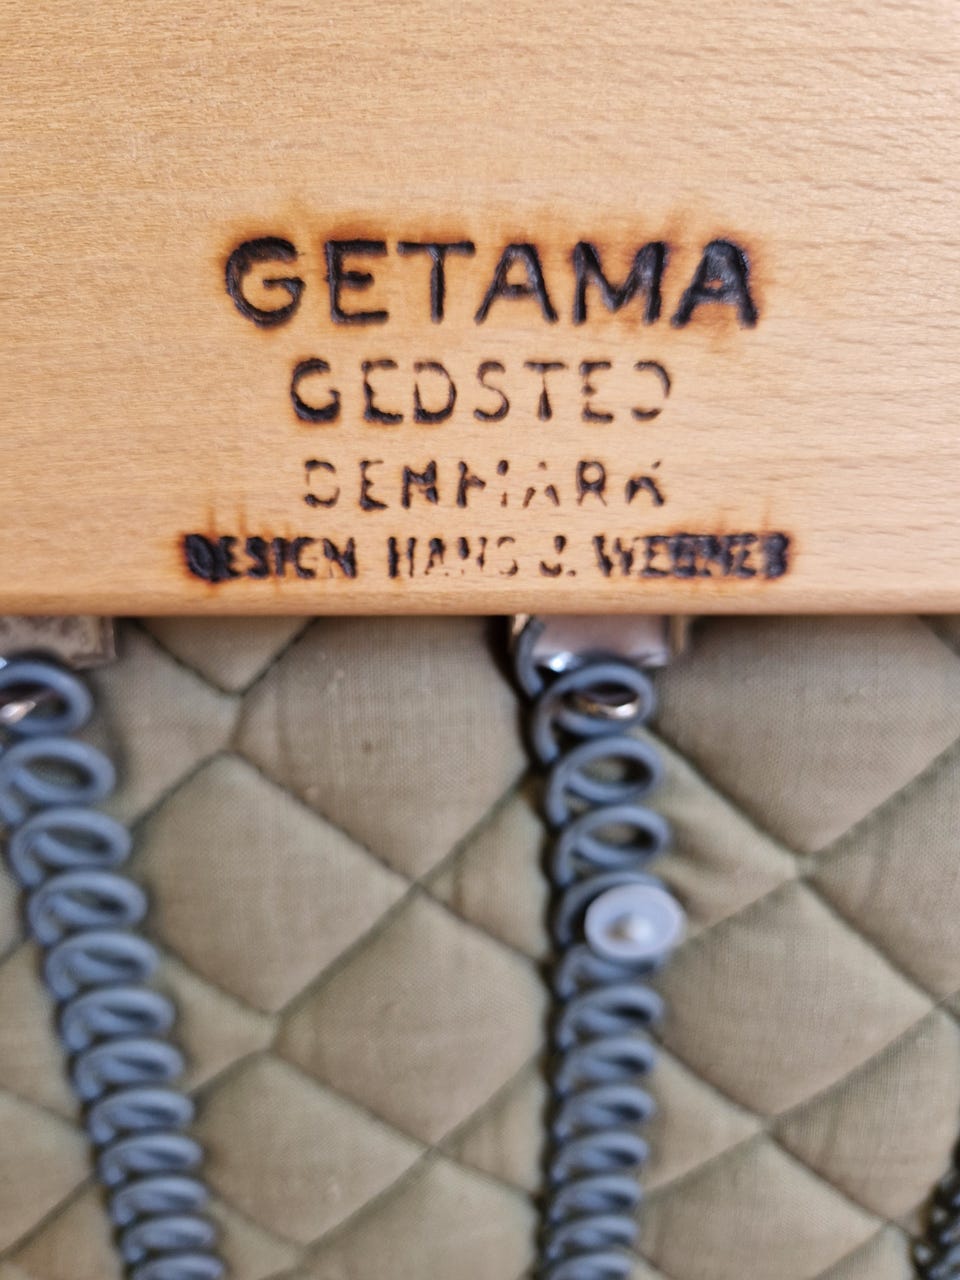 GETAMA
GEDSTED
DENMARK
DESIGN HANS J. WEGNER